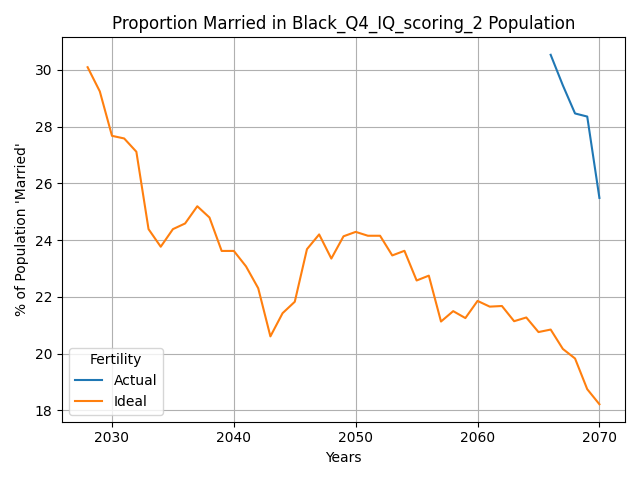 Proportion Married in Black_Q4_IQ_scoring_2 Population
% of Population 'Married'
30
28
26
24
22
20
18
Fertility
Actual
Ideal
2030 2040 2050 2060 2070
Years